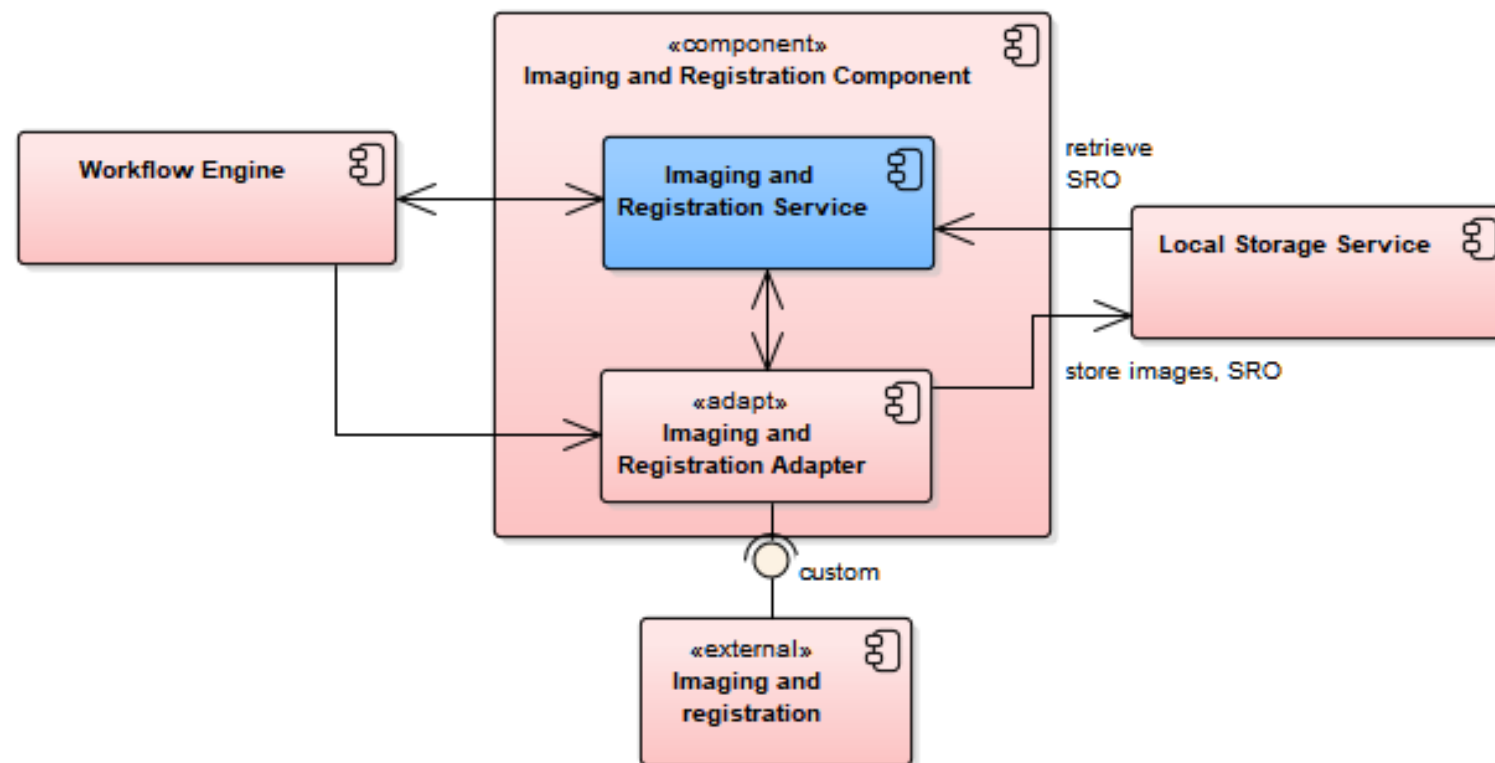 «component»
Imaging and Registration Component
Workflow Engine
Imaging and
Registration Service
retrieve
SRO
Local Storage Service
store images, SRO
«adapt»
Imaging and
Registration Adapter
custom
«external»
Imaging and
registration